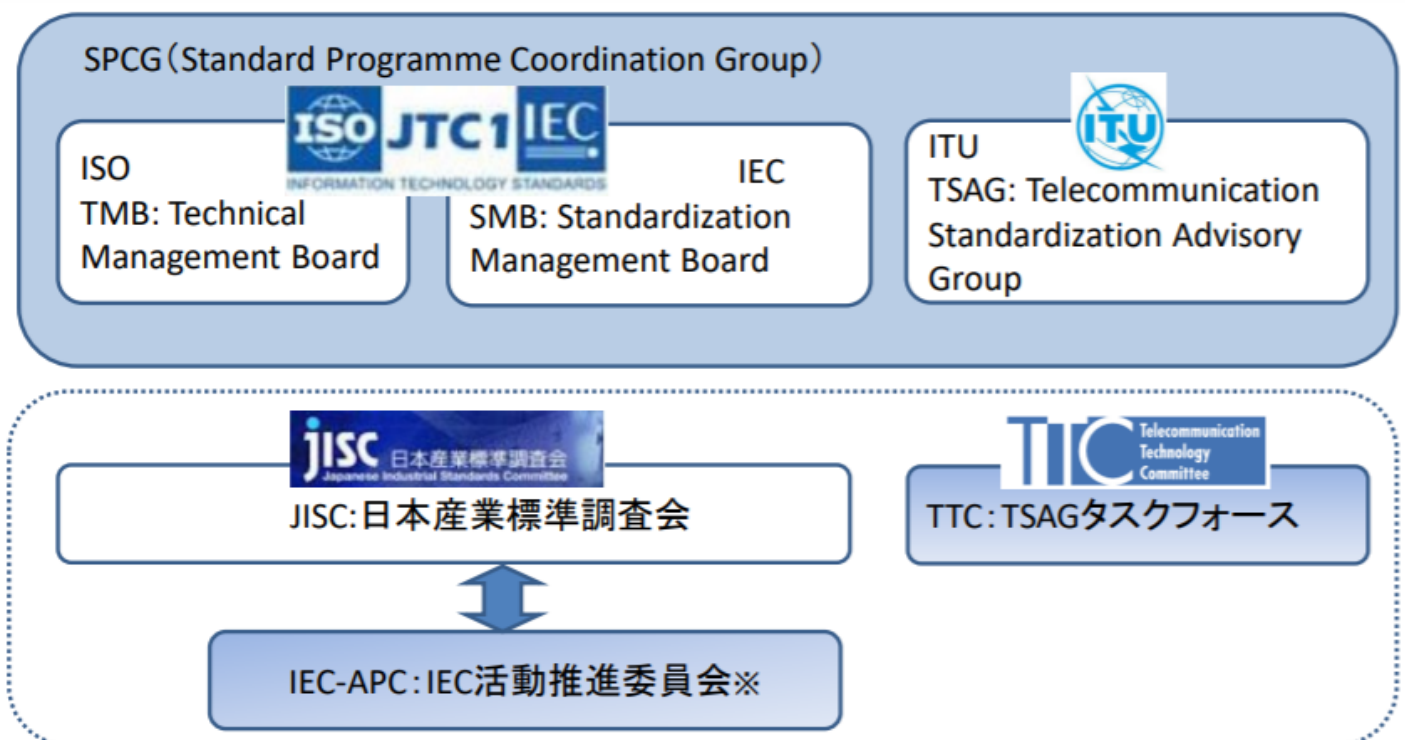 SPCG（Standard Programme Coordination Group）
ISO JTC1 IEC
INFORMATION TECHNOLOGY STANDARDS
ISO
TMB: Technical
Management Board
IEC
SMB: Standardization
Management Board
ITU
ITU
TSAG: Telecommunication
Standardization Advisory
Group
jISC 日本産業標準調査会
Japanese Industrial Standards Committee
JISC:日本産業標準調査会
TTC Telecommunication
Technology
Committee
TTC：TSAGタスクフォース
IEC-APC：IEC活動推進委員会※